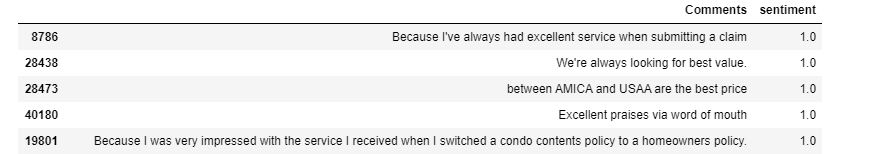 Comments sentiment
8786 Because I've always had excellent service when submitting a claim 1.0
28438 We're always looking for best value. 1.0
28473 between AMICA and USAA are the best price 1.0
40180 Excellent praises via word of mouth 1.0
19801 Because I was very impressed with the service I received when I switched a condo contents policy to a homeowners policy. 1.0